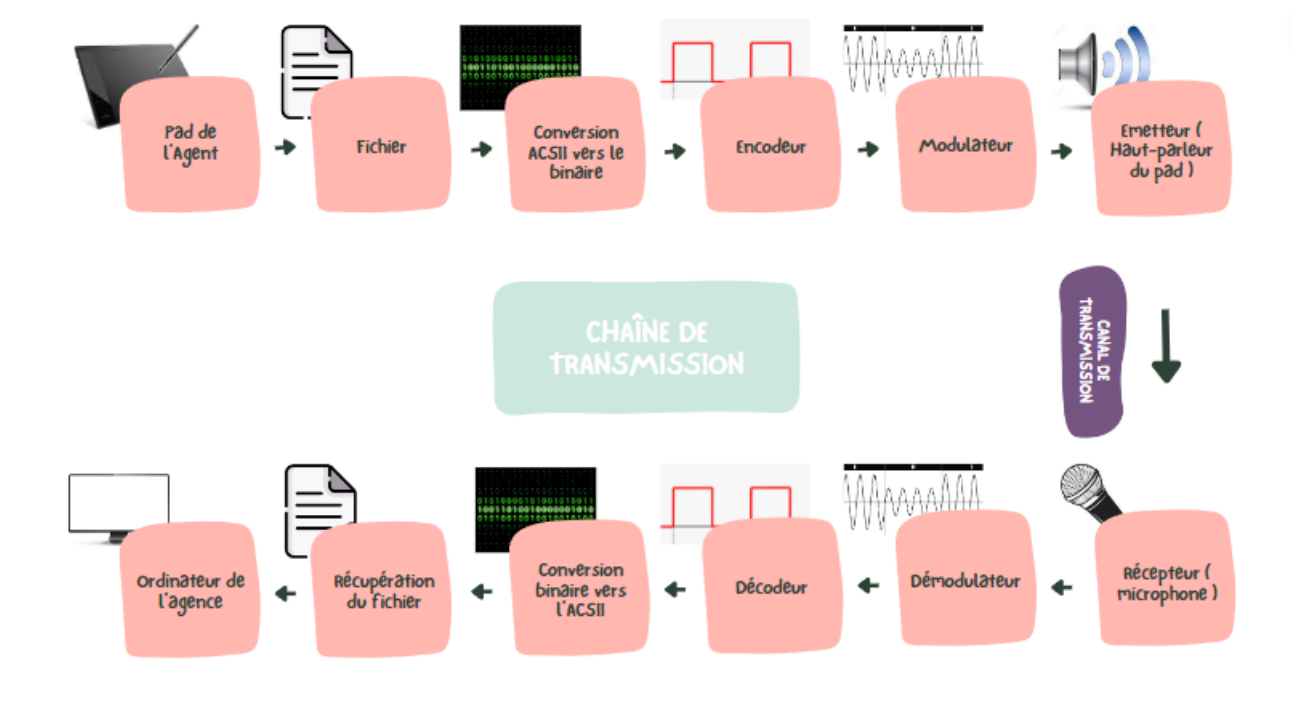 Pad de
l'Agent
Fichier
Conversion
ACSII vers le
binaire
Encodeur
Modulateur
Emetteur (
Haut-parleur
du pad )
CHAÎNE DE
TRANSMISSION
CANAL DE
TRANSMISSION
Ordinateur de
l'agence
Récupération
du fichier
Conversion
binaire vers
l'ACSII
Décodeur
Démodulateur
Récepteur (
microphone )